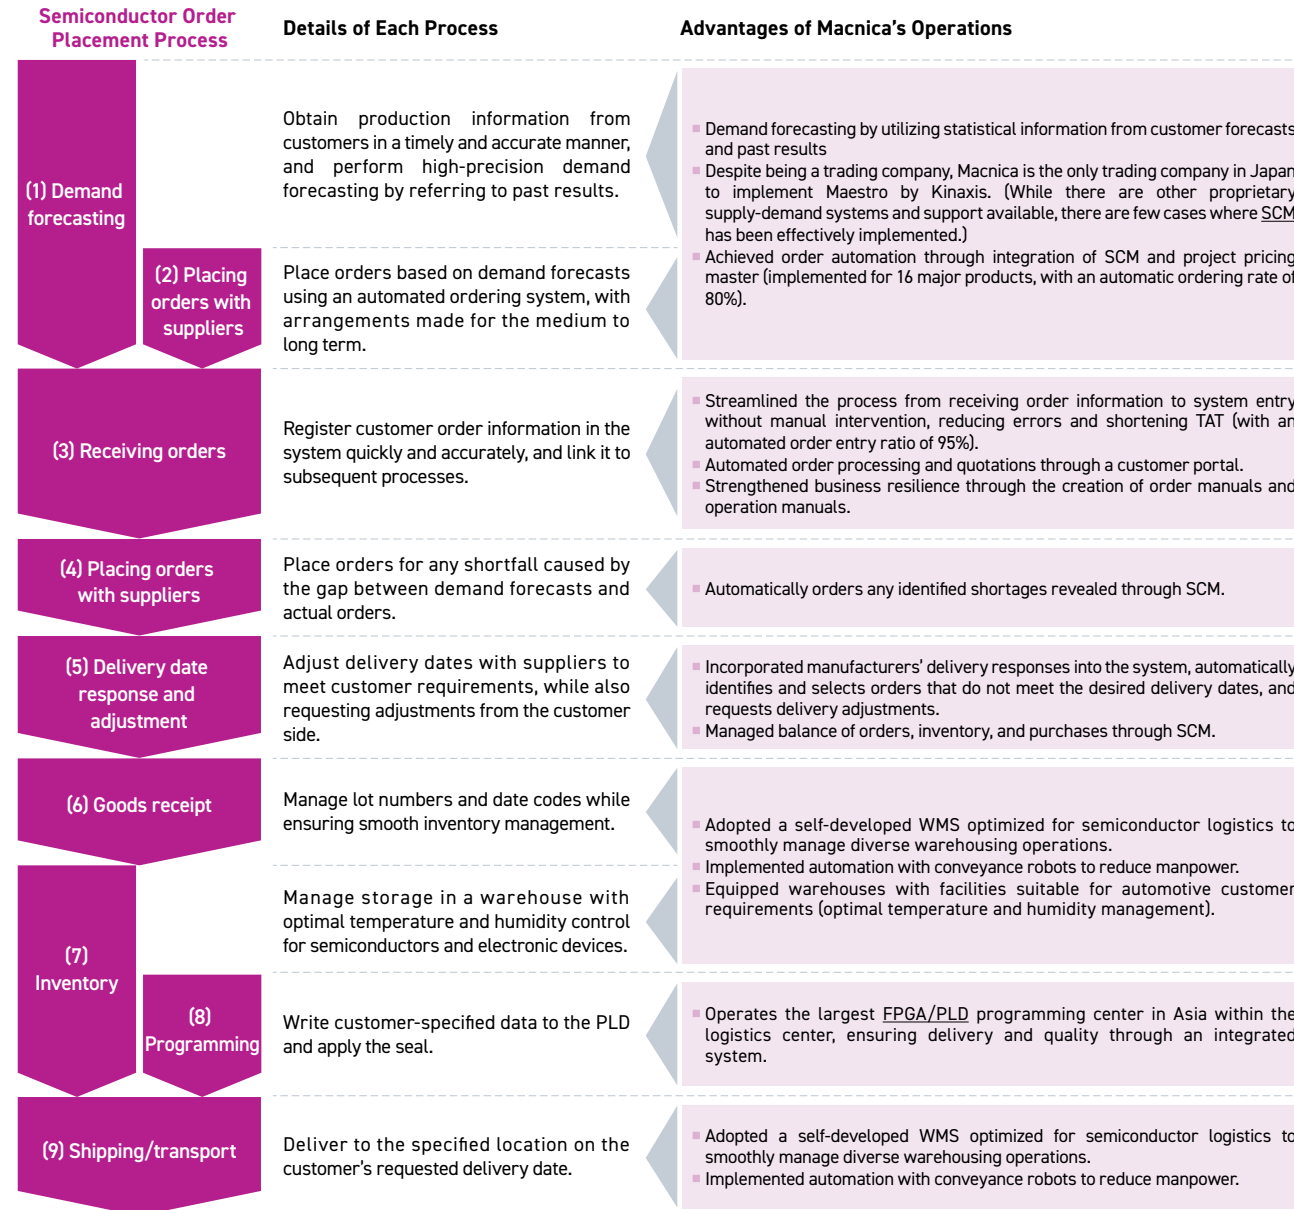 Semiconductor Order
Placement Process
Details of Each Process
Advantages of Macnica's Operations
(1) Demand
forecasting
Obtain production information from
customers in a timely and accurate manner,
and perform high-precision demand
forecasting by referring to past results.
(2) Placing
orders with
suppliers
Place orders based on demand forecasts
using an automated ordering system, with
arrangements made for the medium to
long term.
Demand forecasting by utilizing statistical information from customer forecasts
and past results
Despite being a trading company, Macnica is the only trading company in Japan
to implement Maestro by Kinaxis. (While there are other proprietary
supply-demand systems and support available, there are few cases where SCM
has been effectively implemented.)
Achieved order automation through integration of SCM and project pricing
master (implemented for 16 major products, with an automatic ordering rate of
80%).
(3) Receiving orders
Register customer order information in the
system quickly and accurately, and link it to
subsequent processes.
Streamlined the process from receiving order information to system entry
without manual intervention, reducing errors and shortening TAT (with an
automated order entry ratio of 95%).
Automated order processing and quotations through a customer portal.
Strengthened business resilience through the creation of order manuals and
operation manuals.
(4) Placing orders
with suppliers
Place orders for any shortfall caused by
the gap between demand forecasts and
actual orders.
Automatically orders any identified shortages revealed through SCM.
(5) Delivery date
response and
adjustment
Adjust delivery dates with suppliers to
meet customer requirements, while also
requesting adjustments from the customer
side.
Incorporated manufacturers' delivery responses into the system, automatically
identifies and selects orders that do not meet the desired delivery dates, and
requests delivery adjustments.
Managed balance of orders, inventory, and purchases through SCM.
(6) Goods receipt
Manage lot numbers and date codes while
ensuring smooth inventory management.
(7)
Inventory
Manage storage in a warehouse with
optimal temperature and humidity control
for semiconductors and electronic devices.
Adopted a self-developed WMS optimized for semiconductor logistics to
smoothly manage diverse warehousing operations.
Implemented automation with conveyance robots to reduce manpower.
Equipped warehouses with facilities suitable for automotive customer
requirements (optimal temperature and humidity management).
(8)
Programming
Write customer-specified data to the PLD
and apply the seal.
Operates the largest FPGA/PLD programming center in Asia within the
logistics center, ensuring delivery and quality through an integrated
system.
(9) Shipping/transport
Deliver to the specified location on the
customer's requested delivery date.
Adopted a self-developed WMS optimized for semiconductor logistics to
smoothly manage diverse warehousing operations.
Implemented automation with conveyance robots to reduce manpower.